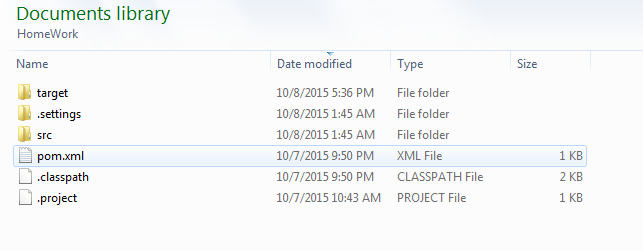 Documents library
HomeWork
Name Date modified Type Size
target 10/8/2015 5:36 PM File folder
.settings 10/8/2015 1:45 AM File folder
src 10/8/2015 1:45 AM File folder
pom.xml 10/7/2015 9:50 PM XML File 1 KB
.classpath 10/7/2015 9:50 PM CLASSPATH File 2 KB
.project 10/7/2015 10:43 AM PROJECT File 1 KB